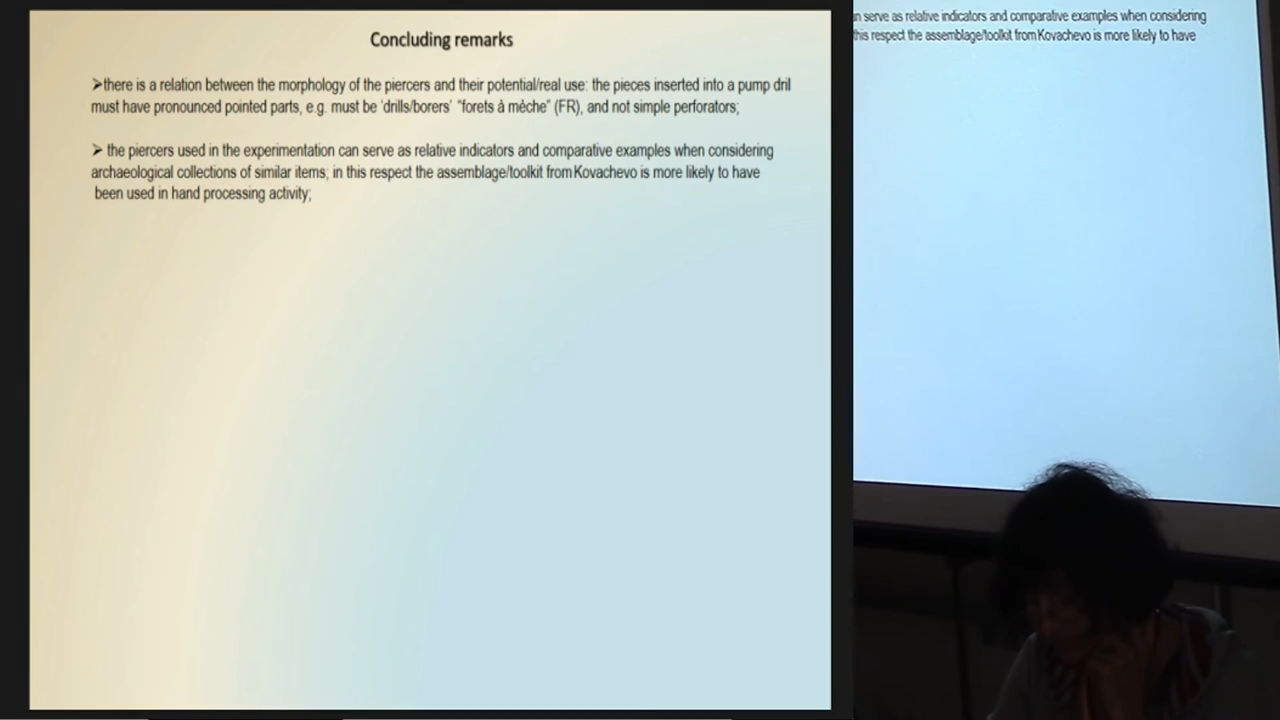 Concluding remarks
➢there is a relation between the morphology of the piercers and their potential/real use: the pieces inserted into a pump dril
must have pronounced pointed parts, e.g. must be 'drills/borers' "forets à mèche" (FR), and not simple perforators;
➢ the piercers used in the experimentation can serve as relative indicators and comparative examples when considering
archaeological collections of similar items; in this respect the assemblage/toolkit from Kovachevo is more likely to have
been used in hand processing activity;
n serve as relative indicators and comparative examples when considering
this respect the assemblage/toolkit from Kovachevo is more likely to have